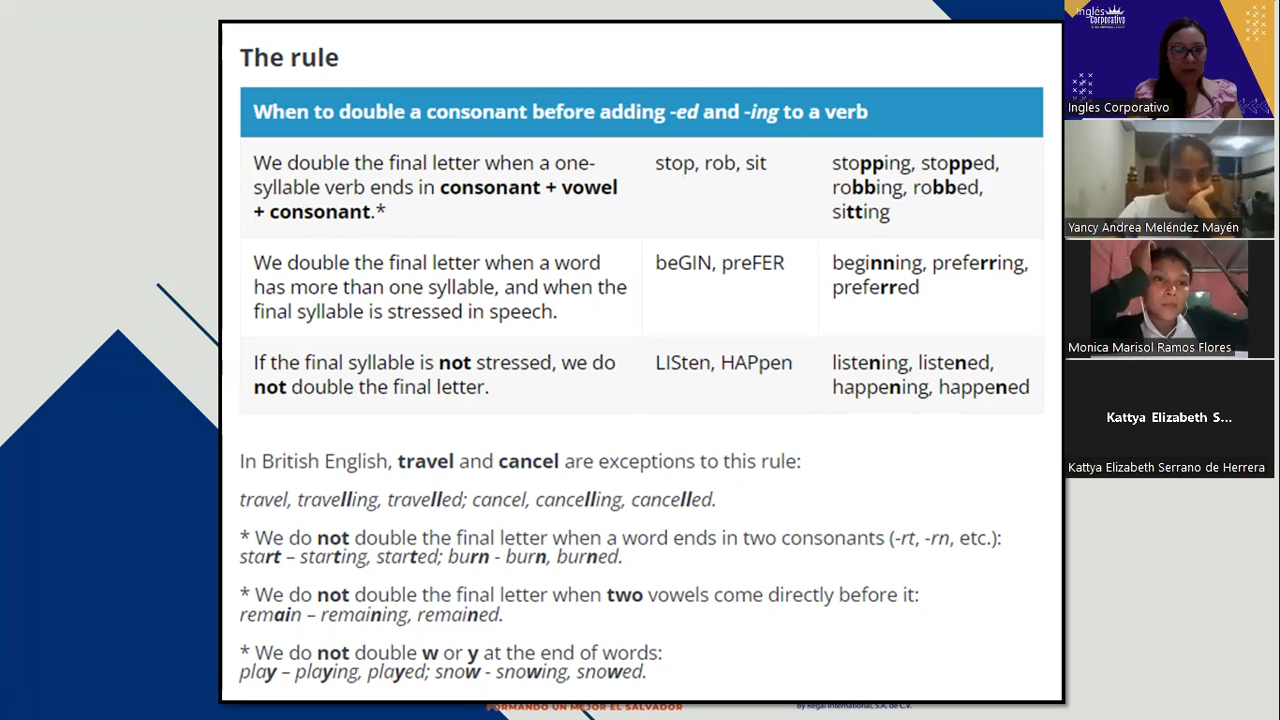 The rule
When to double a consonant before adding -ed and -ing to a verb
We double the final letter when a one-
syllable verb ends in consonant + vowel
+ consonant.*
stop, rob, sit
stopping, stopped,
robbing, robbed,
sitting
We double the final letter when a word
has more than one syllable, and when the
final syllable is stressed in speech.
beGIN, preFER
beginning, preferring,
preferred
If the final syllable is not stressed, we do
not double the final letter.
LISten, HAPpen
listening, listened,
happening, happened
In British English, travel and cancel are exceptions to this rule:
travel, travelling, travelled; cancel, cancelling, cancelled.
* We do not double the final letter when a word ends in two consonants (-rt, -rn, etc.):
start – starting, started; burn - burn, burned.
* We do not double the final letter when two vowels come directly before it:
remain – remaining, remained.
* We do not double w or y at the end of words:
play – playing, played; snow - snowing, snowed.
FORMANDO UN MEJOR EL SALVADOR
By Regal International, S.A. de C.V.
Inglés
Corporativo
Ingles Corporativo
Yancy Andrea Meléndez Mayén
Monica Marisol Ramos Flores
Kattya Elizabeth S...
Kattya Elizabeth Serrano de Herrera